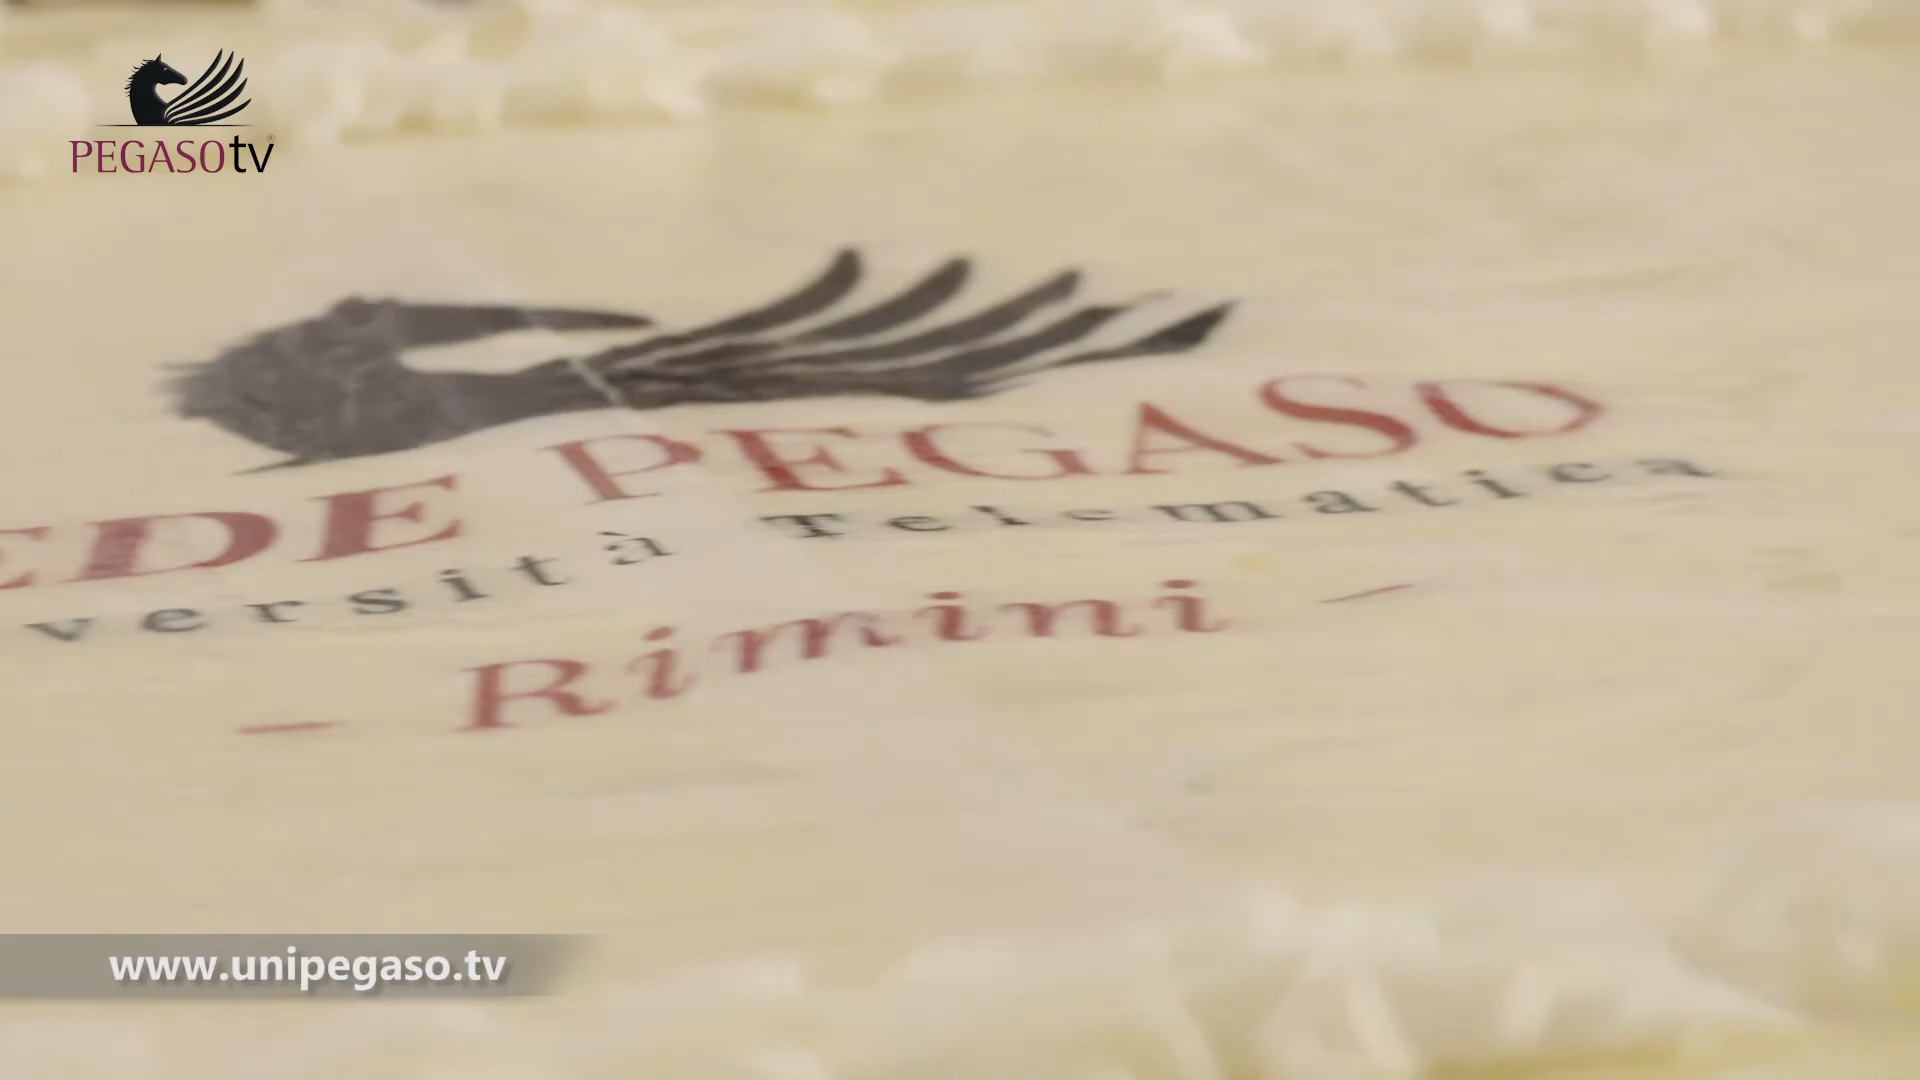 PEGASOtv®
EDE PEGASO
versità Telematica
– Rimini –
www.unipegaso.tv